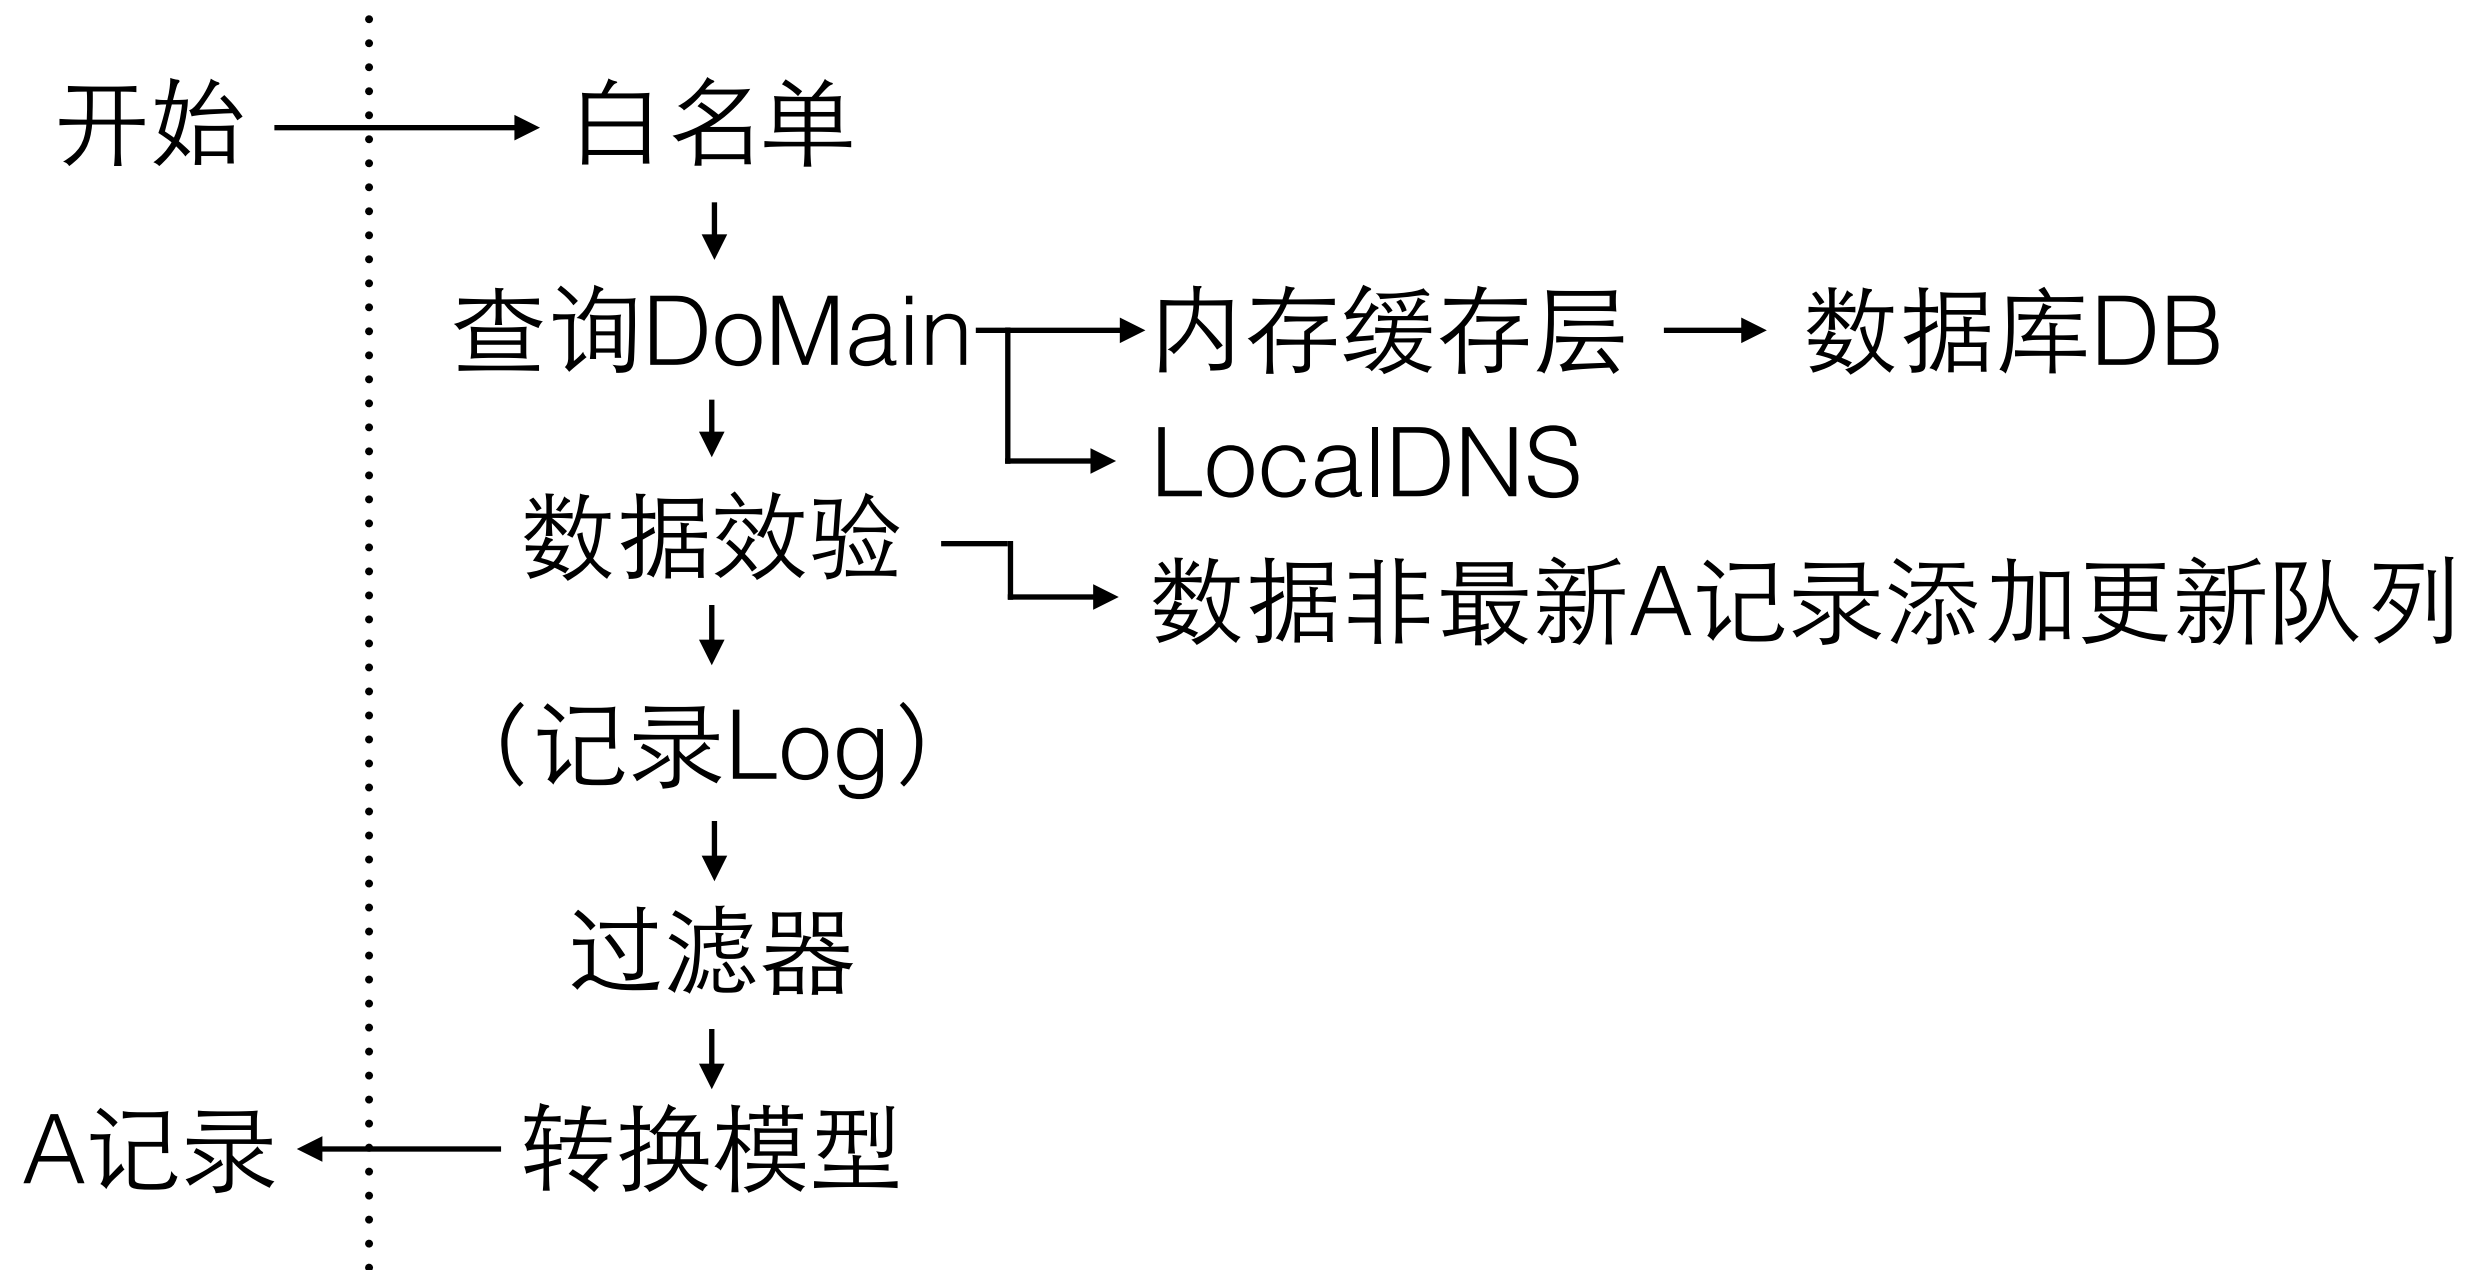 开始 白名单
查询DoMain 内存缓存层 数据库DB
LocalDNS
数据效验
数据非最新A记录添加更新队列
（记录Log）
过滤器
A记录 转换模型